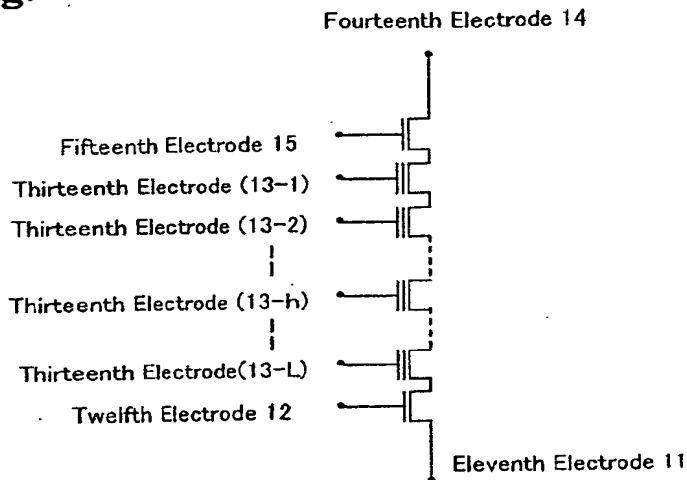 g.
Fourteenth Electrode 14
Fifteenth Electrode 15
Thirteenth Electrode (13-1)
Thirteenth Electrode (13-2)
Thirteenth Electrode (13-h)
Thirteenth Electrode(13-L)
Twelfth Electrode 12
Eleventh Electrode 11